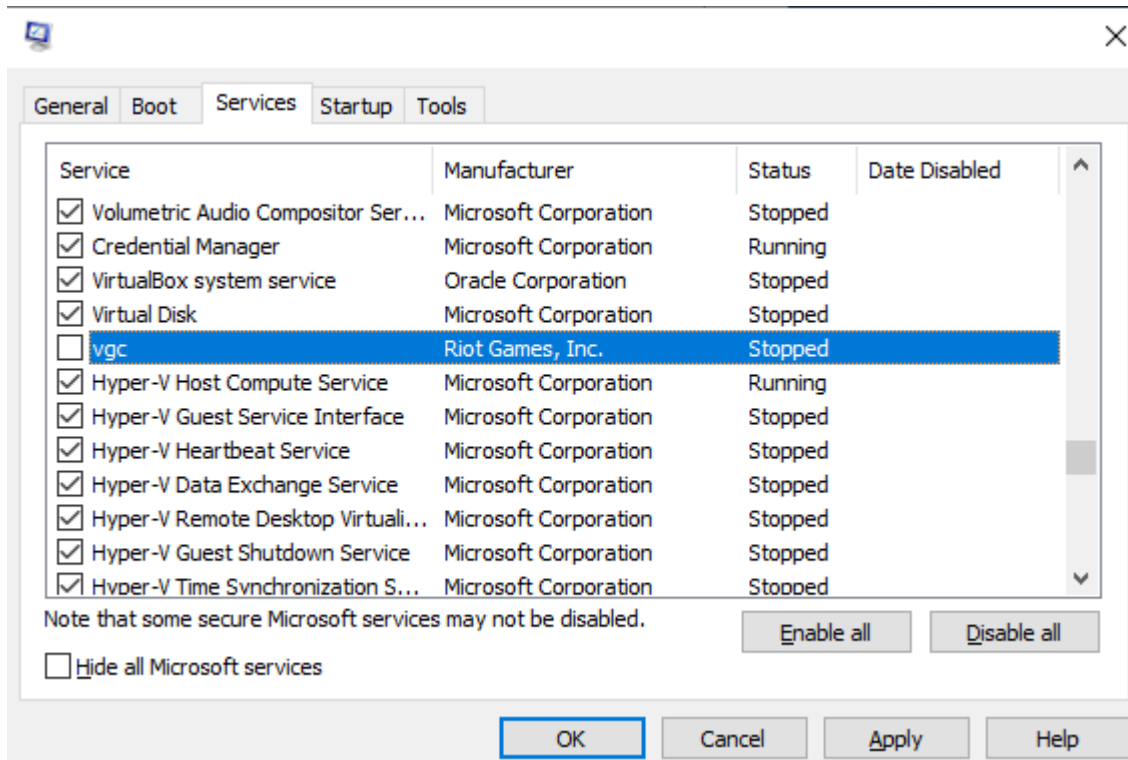 General Boot Services Startup Tools
Service Manufacturer Status Date Disabled
Volumetric Audio Compositor Ser... Microsoft Corporation Stopped
Credential Manager Microsoft Corporation Running
VirtualBox system service Oracle Corporation Stopped
Virtual Disk Microsoft Corporation Stopped
vgc Riot Games, Inc. Stopped
Hyper-V Host Compute Service Microsoft Corporation Running
Hyper-V Guest Service Interface Microsoft Corporation Stopped
Hyper-V Heartbeat Service Microsoft Corporation Stopped
Hyper-V Data Exchange Service Microsoft Corporation Stopped
Hyper-V Remote Desktop Virtuali... Microsoft Corporation Stopped
Hyper-V Guest Shutdown Service Microsoft Corporation Stopped
Hyper-V Time Synchronization S... Microsoft Corporation Stopped
Note that some secure Microsoft services may not be disabled.
Enable all Disable all
Hide all Microsoft services
OK Cancel Apply Help